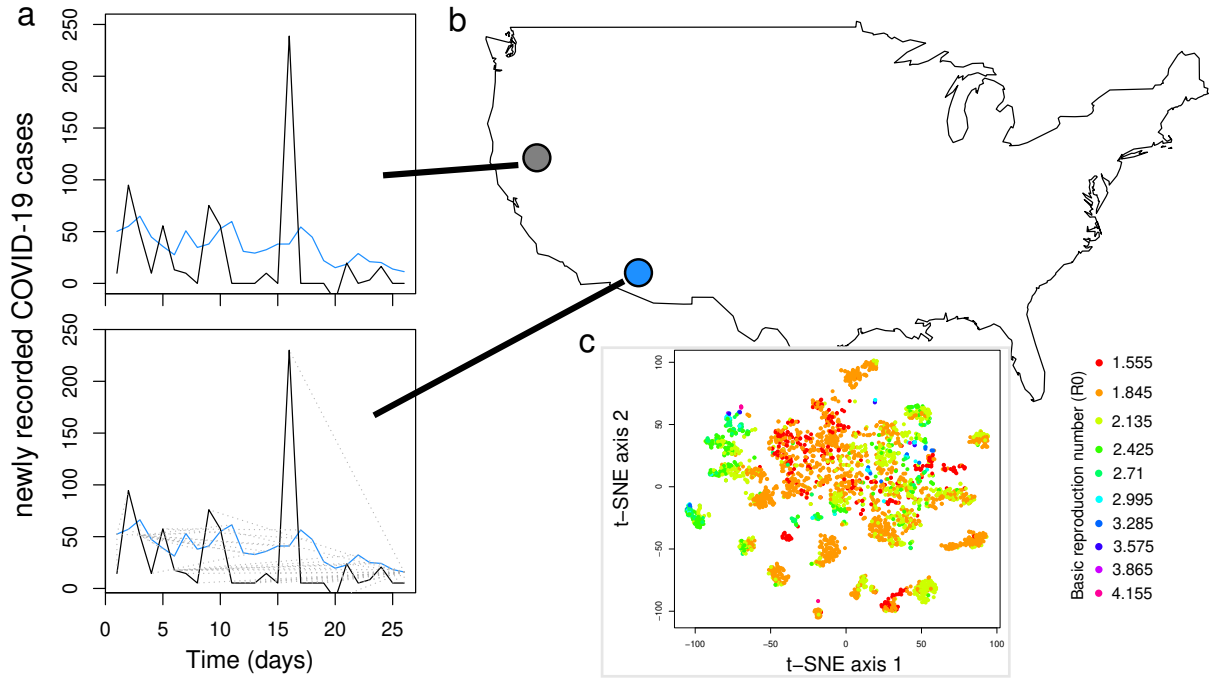 a
250
200
150
100
50
0
250
200
150
100
50
0
0 5 10 15 20 25
Time (days)
newly recorded COVID-19 cases
b
c
100
50
0
−50
−100
−100 −50 0 50 100
t−SNE axis 2
t−SNE axis 1
Basic reproduction number (R0)
1.555
1.845
2.135
2.425
2.71
2.995
3.285
3.575
3.865
4.155